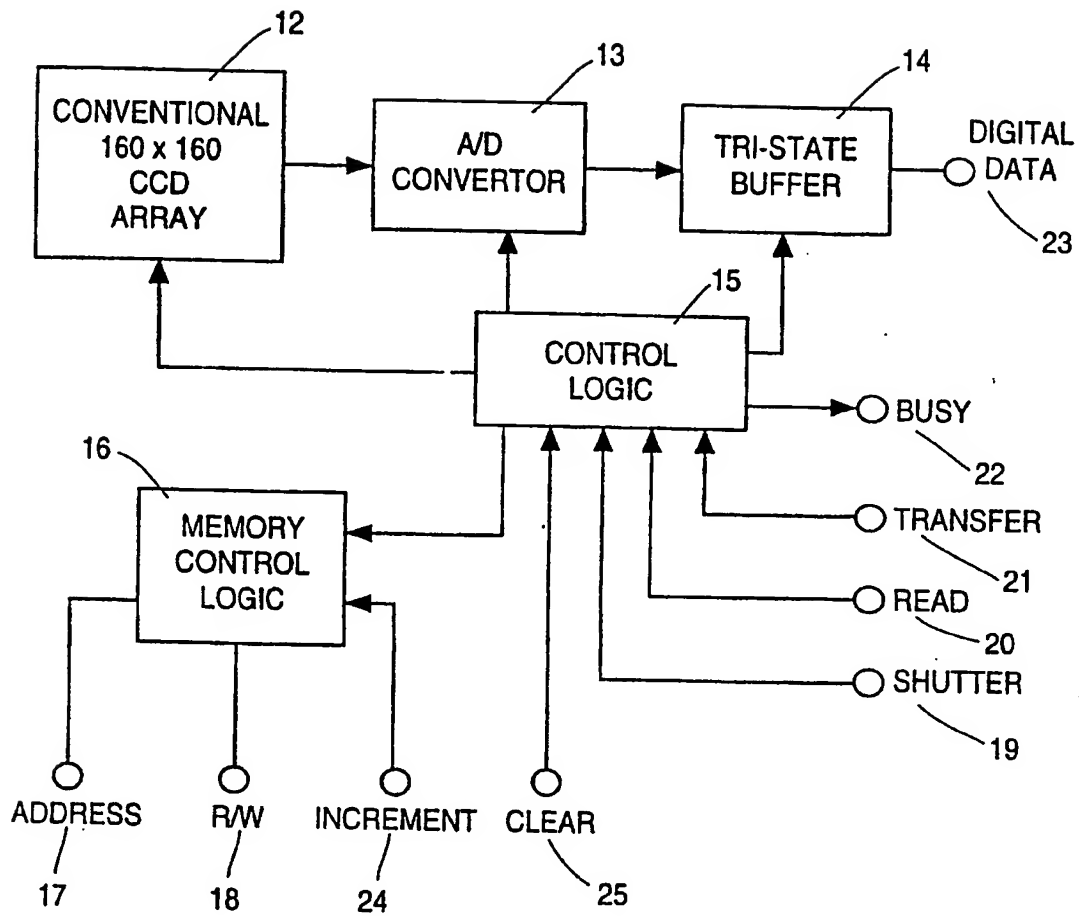 12
CONVENTIONAL
160 x 160
CCD
ARRAY
13
A/D
CONVERTOR
14
TRI-STATE
BUFFER
DIGITAL
DATA
23
15
CONTROL
LOGIC
BUSY
22
TRANSFER
21
READ
20
SHUTTER
19
16
MEMORY
CONTROL
LOGIC
ADDRESS
17
R/W
18
INCREMENT
24
CLEAR
25